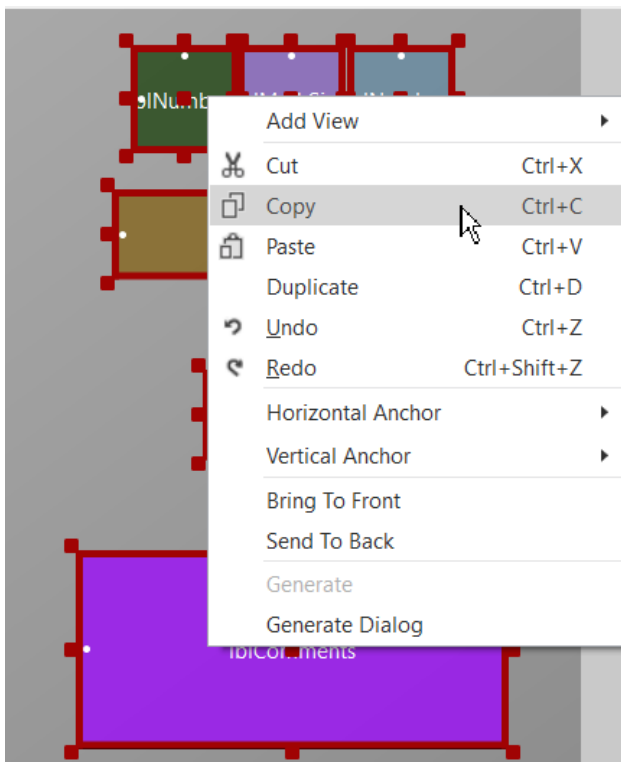 Add View
Cut Ctrl+X
Copy Ctrl+C
Paste Ctrl+V
Duplicate Ctrl+D
Undo Ctrl+Z
Redo Ctrl+Shift+Z
Horizontal Anchor
Vertical Anchor
Bring To Front
Send To Back
Generate
Generate Dialog
lblComments